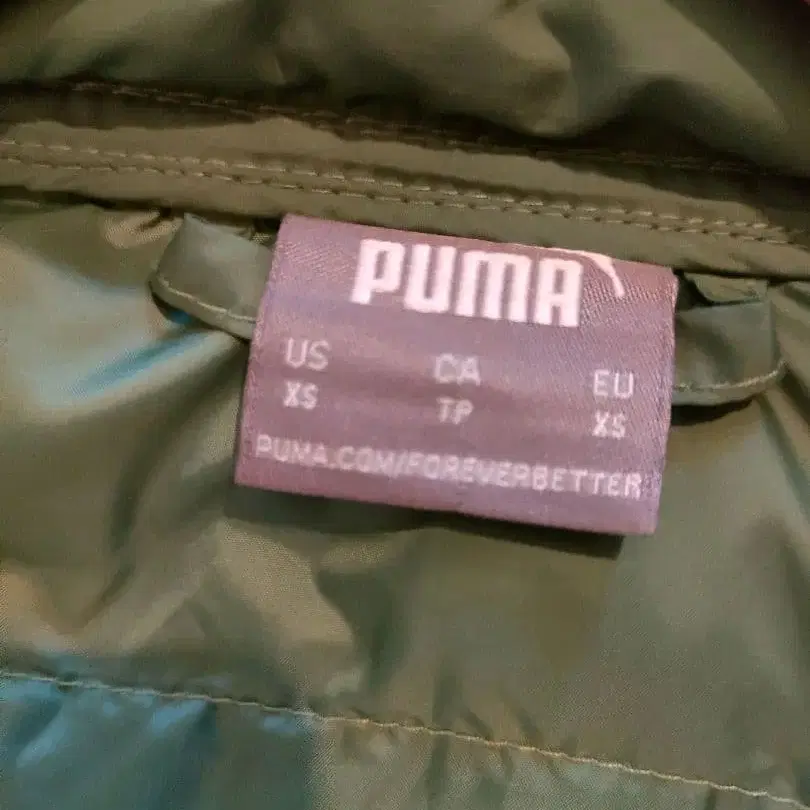 PUMA
US CA EU
XS TP XS
PUMA.COM/FOREVERBETTER